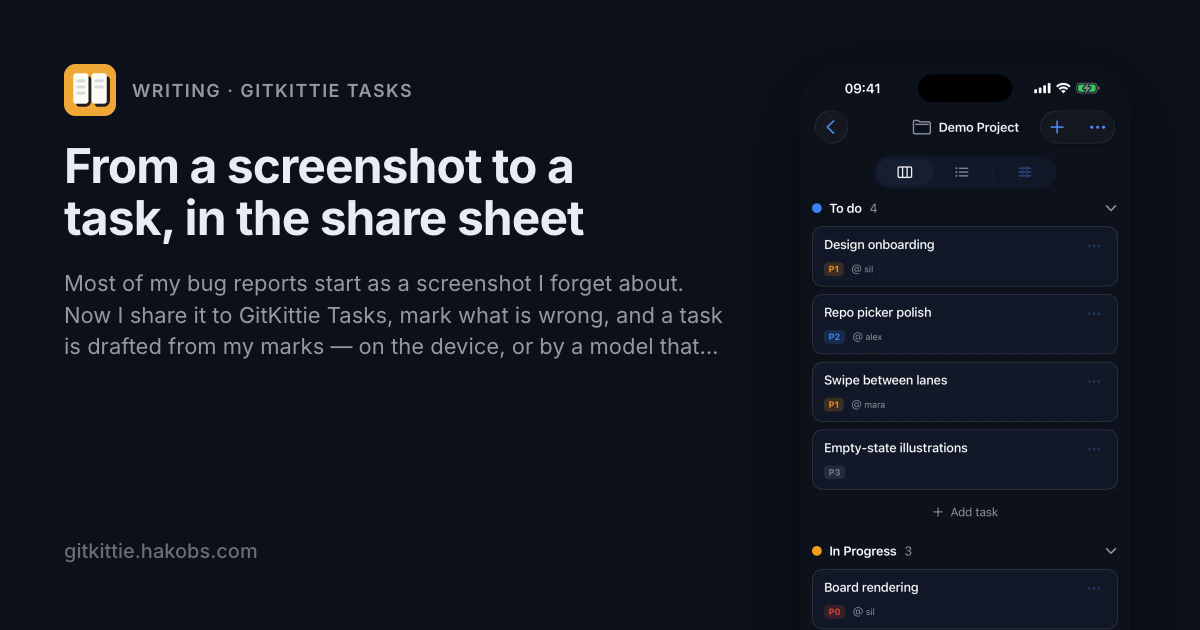 WRITING · GITKITTIE TASKS
From a screenshot to a
task, in the share sheet
Most of my bug reports start as a screenshot I forget about.
Now I share it to GitKittie Tasks, mark what is wrong, and a task
is drafted from my marks — on the device, or by a model that...
gitkittie.hakobs.com
09:41
Demo Project
To do 4
Design onboarding
P1 @ sil
Repo picker polish
P2 @ alex
Swipe between lanes
P1 @ mara
Empty-state illustrations
P3
+ Add task
In Progress 3
Board rendering
P0 @ sil